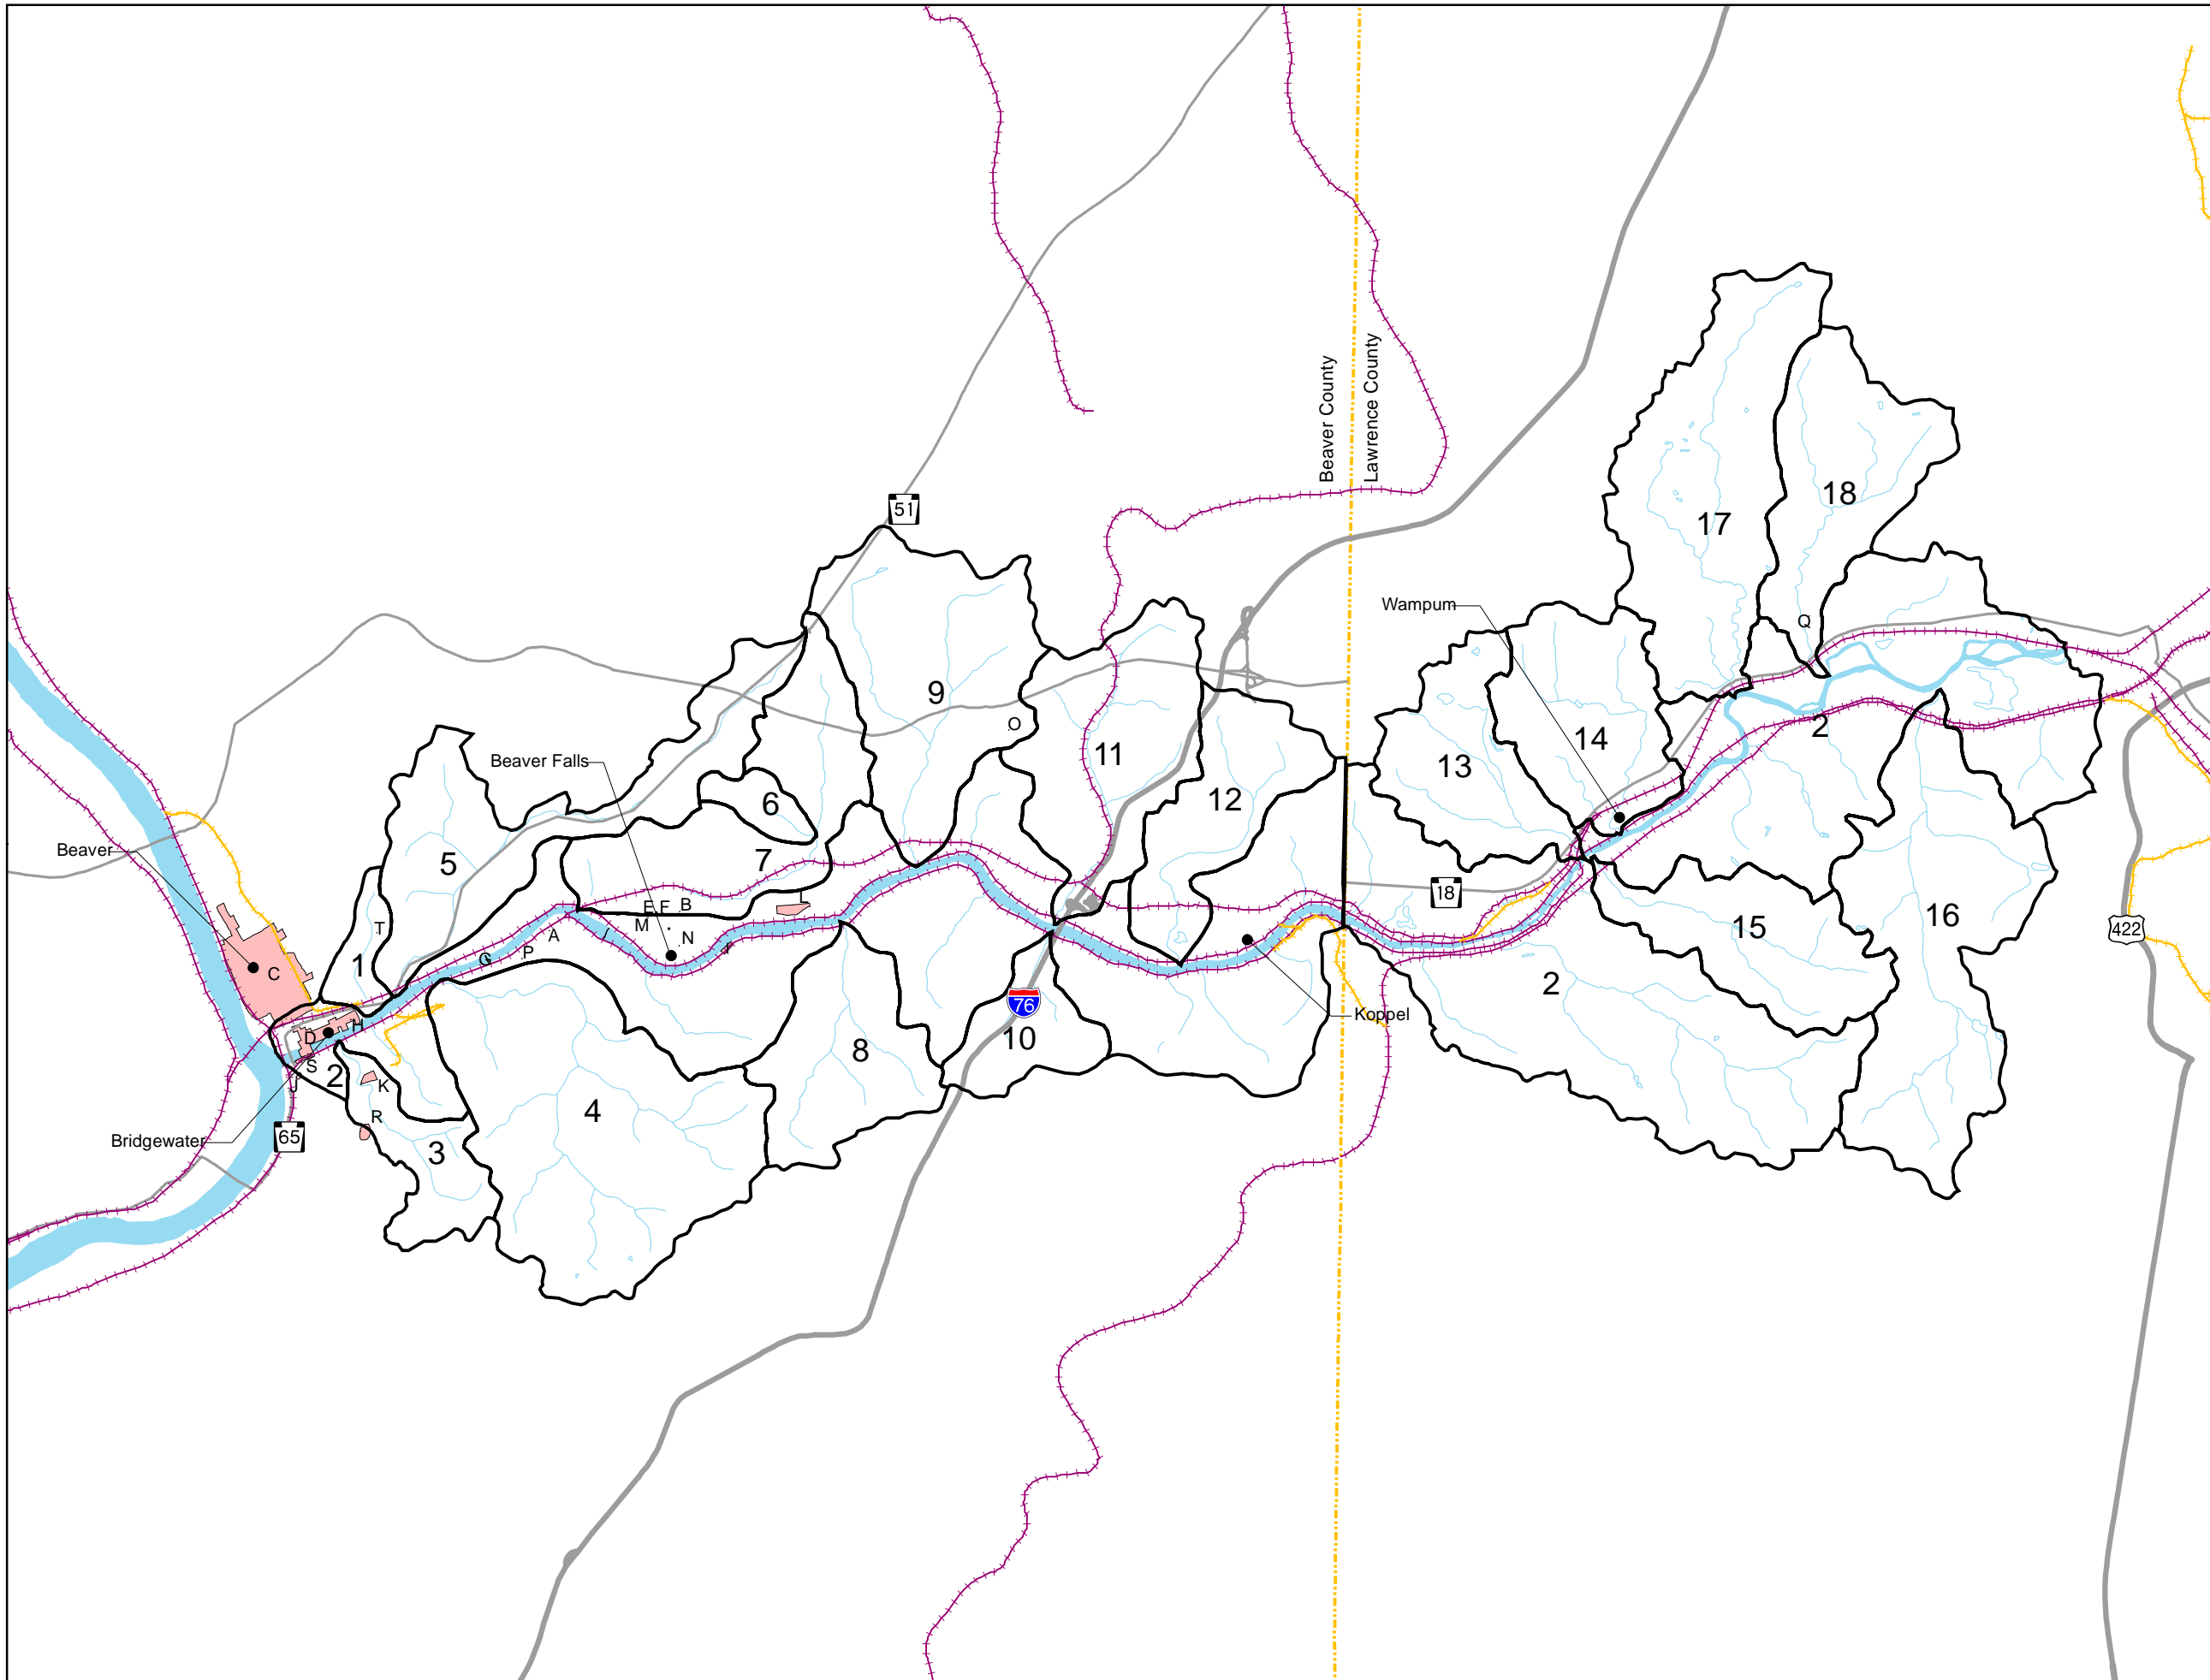 51
Beaver County
Lawrence County
18
17
Wampum
Q
9
O
11
14
2
13
Beaver Falls
12
6
Beaver
7
5
18
L
E F B
15
16
M
T
A
N
422
G
P
C
1
2
76
Koppel
H
D
10
S
8
2
J
K
4
R
65
Bridgewater
3